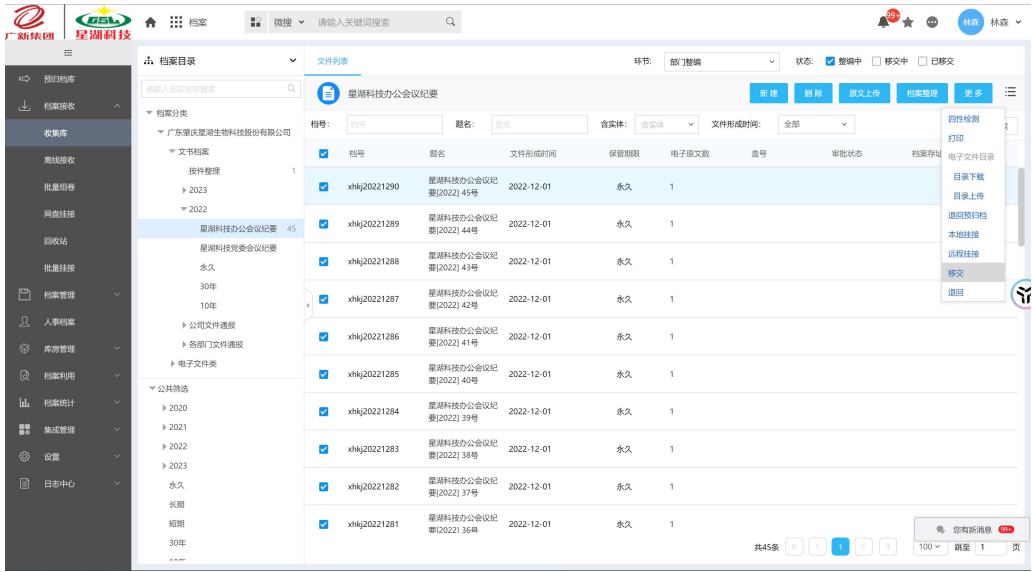 广新集团
星湖科技
档案
微搜
请输入关键词搜索
99+
林森
林森
预归档库
档案接收
收集库
离线接收
批量组卷
网盘挂接
回收站
批量挂接
档案管理
人事档案
库房管理
档案利用
档案统计
集成管理
设置
日志中心
档案目录
档案分类
广东肇庆星湖生物科技股份有限公司
文书档案
按件整理 1
2023
2022
星湖科技办公会议纪要 45
星湖科技党委会议纪要
永久
30年
10年
公司文件通报
各部门文件通报
电子文件类
公共筛选
2020
2021
2022
2023
永久
长期
短期
30年
文件列表
环节: 部门整编 状态: 整编中 移交中 已移交
星湖科技办公会议纪要
新建 删除 原文上传 档案整理 更多
档号: 档号 题名: 题名 含实体: 含实体 文件形成时间: 全部
档号 题名 文件形成时间 保管期限 电子原文数 盒号 审批状态 档案存址
xhkj20221290 星湖科技办公会议纪要[2022] 45号 2022-12-01 永久 1
xhkj20221289 星湖科技办公会议纪要[2022] 44号 2022-12-01 永久 1
xhkj20221288 星湖科技办公会议纪要[2022] 43号 2022-12-01 永久 1
xhkj20221287 星湖科技办公会议纪要[2022] 42号 2022-12-01 永久 1
xhkj20221286 星湖科技办公会议纪要[2022] 41号 2022-12-01 永久 1
xhkj20221285 星湖科技办公会议纪要[2022] 40号 2022-12-01 永久 1
xhkj20221284 星湖科技办公会议纪要[2022] 39号 2022-12-01 永久 1
xhkj20221283 星湖科技办公会议纪要[2022] 38号 2022-12-01 永久 1
xhkj20221282 星湖科技办公会议纪要[2022] 37号 2022-12-01 永久 1
xhkj20221281 星湖科技办公会议纪要[2022] 36号 2022-12-01 永久 1
四性检测
打印
电子文件目录
目录下载
目录上传
退回预归档
本地挂接
远程挂接
移交
退回
您有新消息 99+
共45条 1 100 跳至 1 页